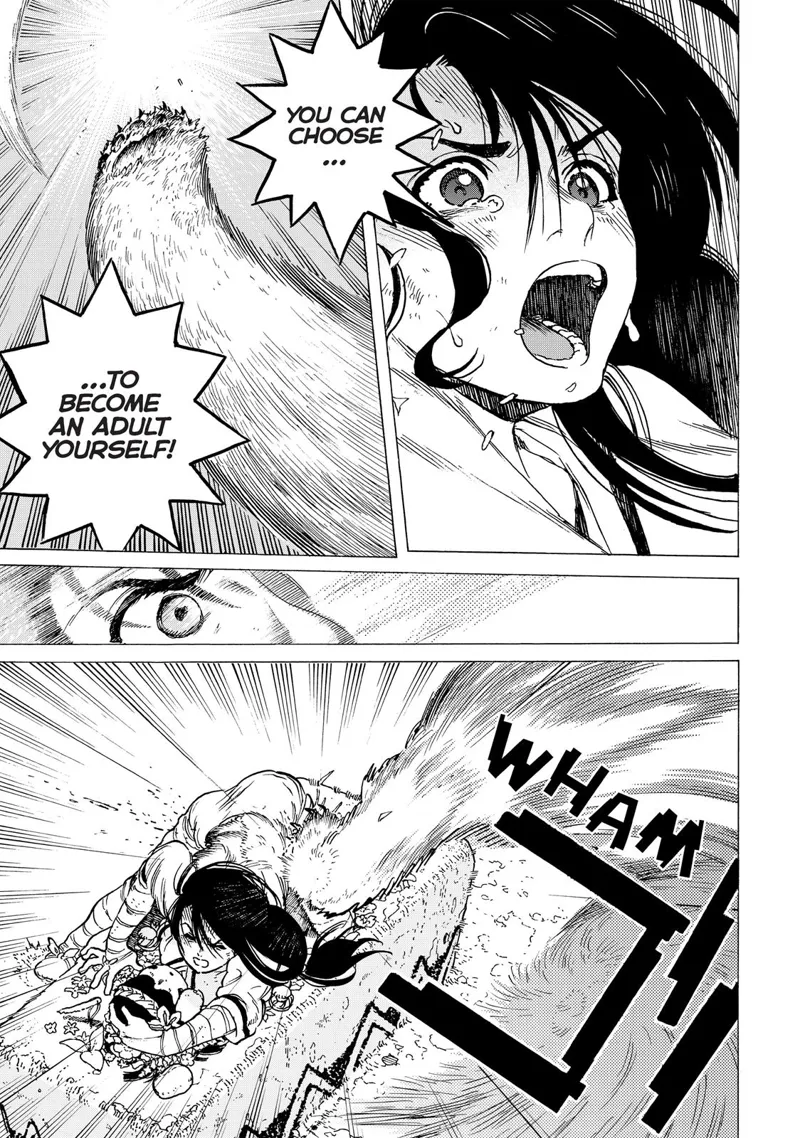 YOU CAN
CHOOSE
...
...TO
BECOME
AN ADULT
YOURSELF!
WHAM